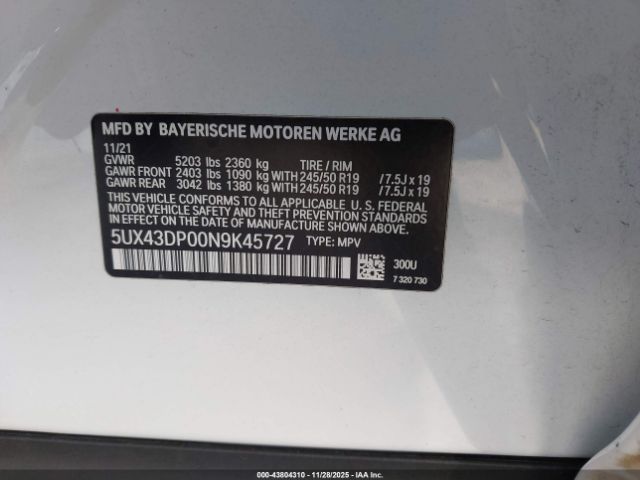 MFD BY BAYERISCHE MOTOREN WERKE AG
11/21
GVWR 5203 lbs 2360 kg TIRE / RIM
GAWR FRONT 2403 lbs 1090 kg WITH 245/50 R19 / 7.5J x 19
GAWR REAR 3042 lbs 1380 kg WITH 245/50 R19 / 7.5J x 19
THIS VEHICLE CONFORMS TO ALL APPLICABLE U. S. FEDERAL
MOTOR VEHICLE SAFETY AND THEFT PREVENTION STANDARDS
IN EFFECT ON THE DATE OF MANUFACTURE SHOWN ABOVE.
5UX43DP00N9K45727 TYPE: MPV
300U
7 320 730
000-43804310 - 11/28/2025 - IAA Inc.